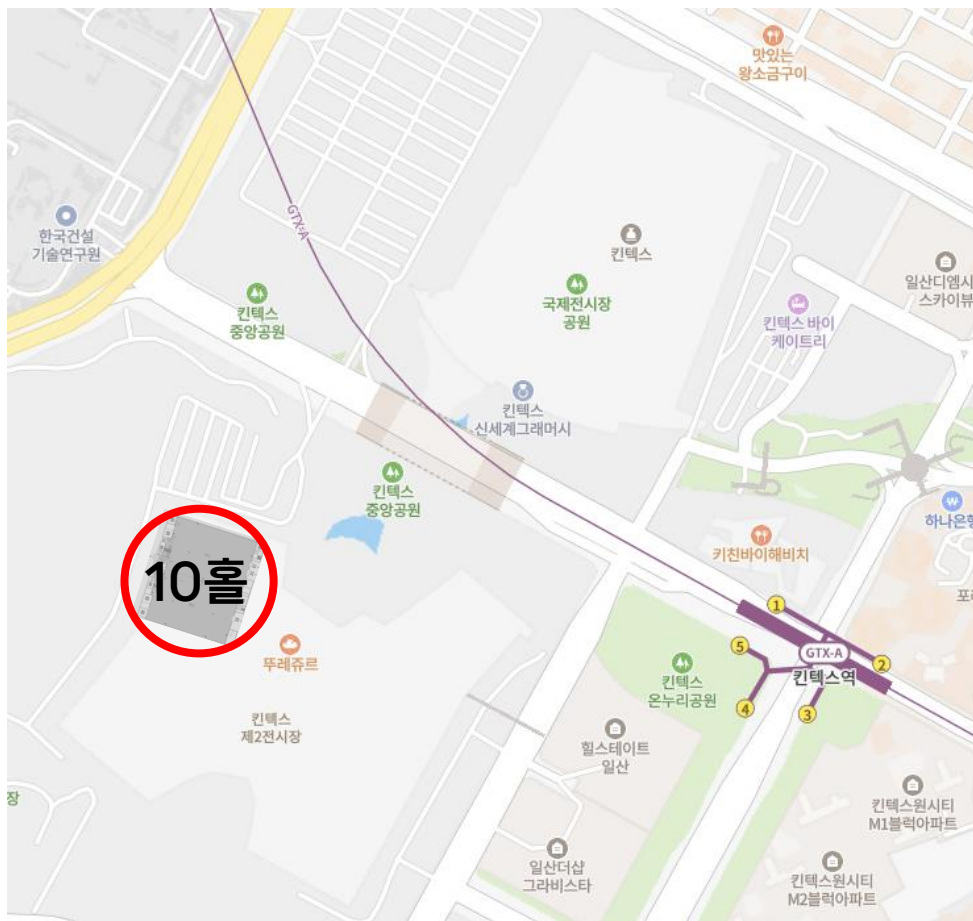 맛있는
왕소금구이
GTX-A
한국건설
기술연구원
킨텍스
일산디엠시
스카이뷰
킨텍스
중앙공원
국제전시장
공원
킨텍스 바이
케이트리
킨텍스
신세계그래머시
킨텍스
중앙공원
하나은행
키친바이해비치
10홀
포레
1
GTX-A
킨텍스역
2
5
4
3
뚜레쥬르
킨텍스
온누리공원
킨텍스
제2전시장
힐스테이트
일산
장
킨텍스원시티
M1블럭아파트
일산더샵
그라비스타
킨텍스원시티
M2블럭아파트